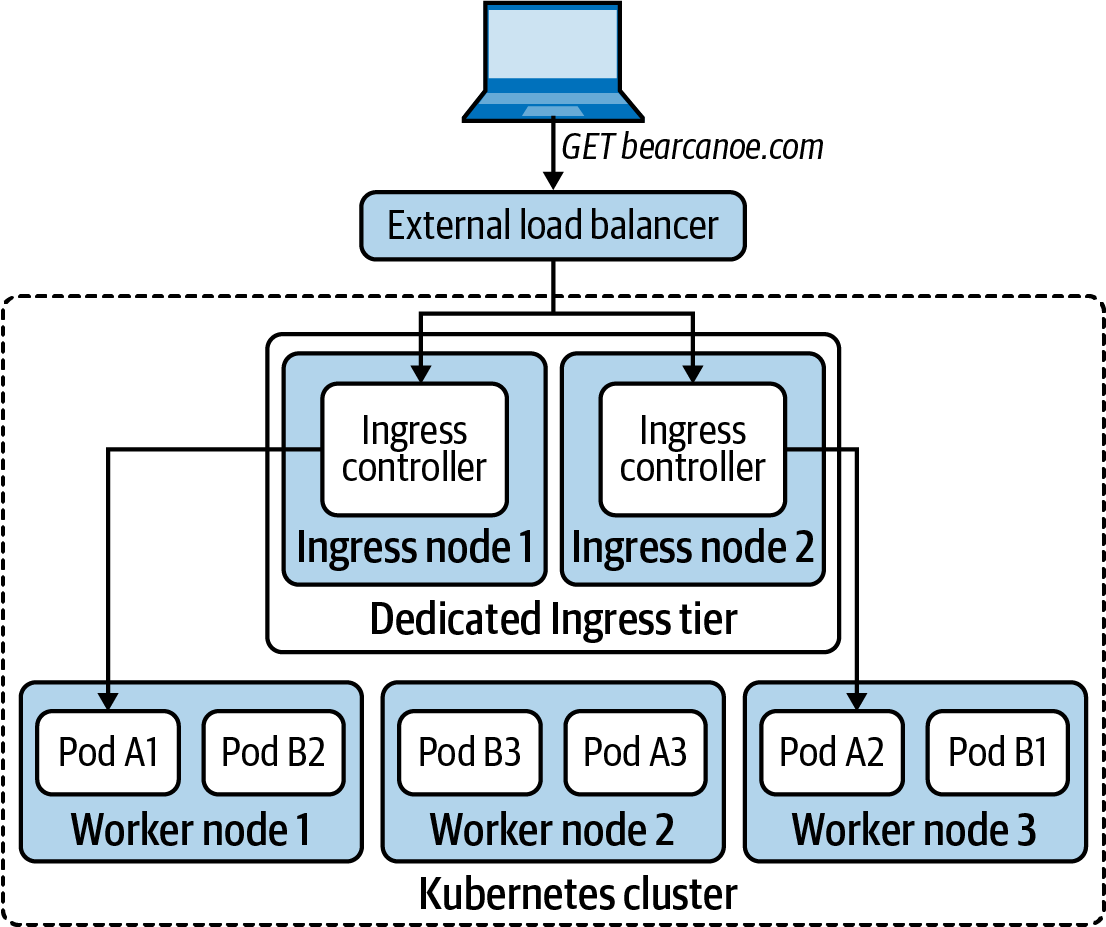 GET bearcanoe.com
External load balancer
Ingress
controller
Ingress
controller
Ingress node 1
Ingress node 2
Dedicated Ingress tier
Pod A1
Pod B2
Pod B3
Pod A3
Pod A2
Pod B1
Worker node 1
Worker node 2
Worker node 3
Kubernetes cluster